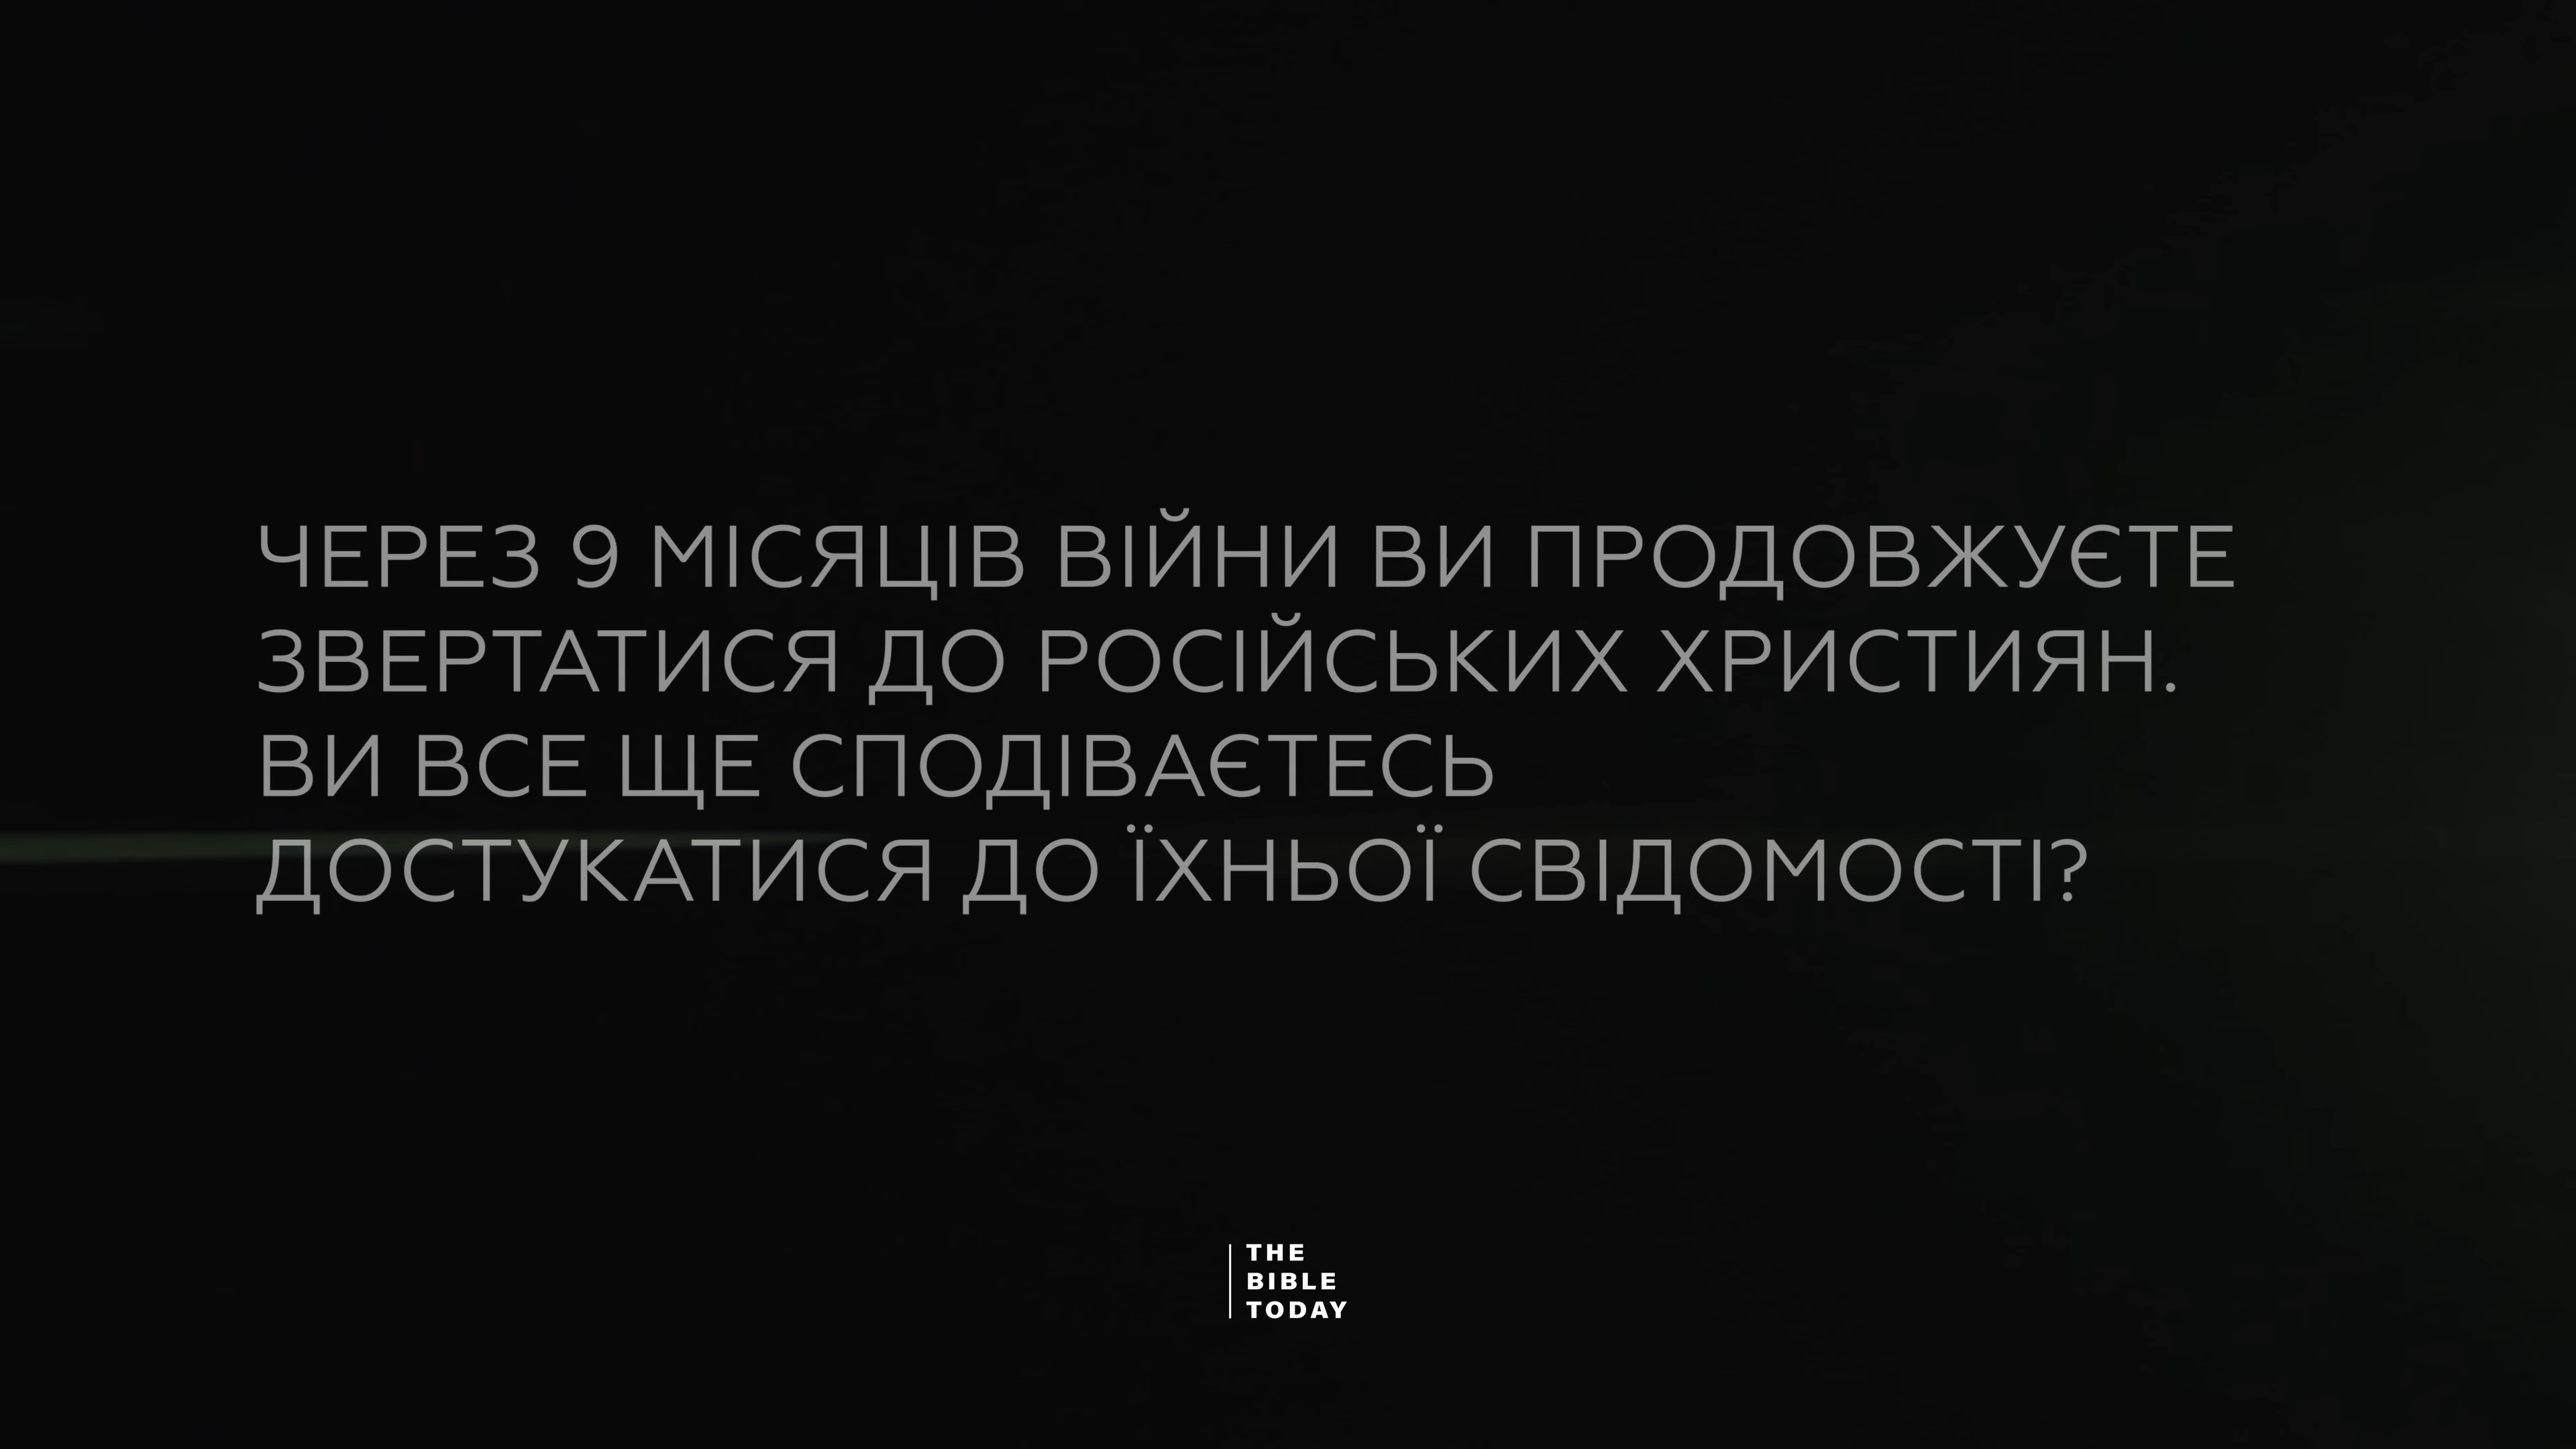 ЧЕРЕЗ 9 МІСЯЦІВ ВІЙНИ ВИ ПРОДОВЖУЄТЕ
ЗВЕРТАТИСЯ ДО РОСІЙСЬКИХ ХРИСТИЯН.
ВИ ВСЕ ЩЕ СПОДІВАЄТЕСЬ
ДОСТУКАТИСЯ ДО ЇХНЬОЇ СВІДОМОСТІ?
THE
BIBLE
TODAY